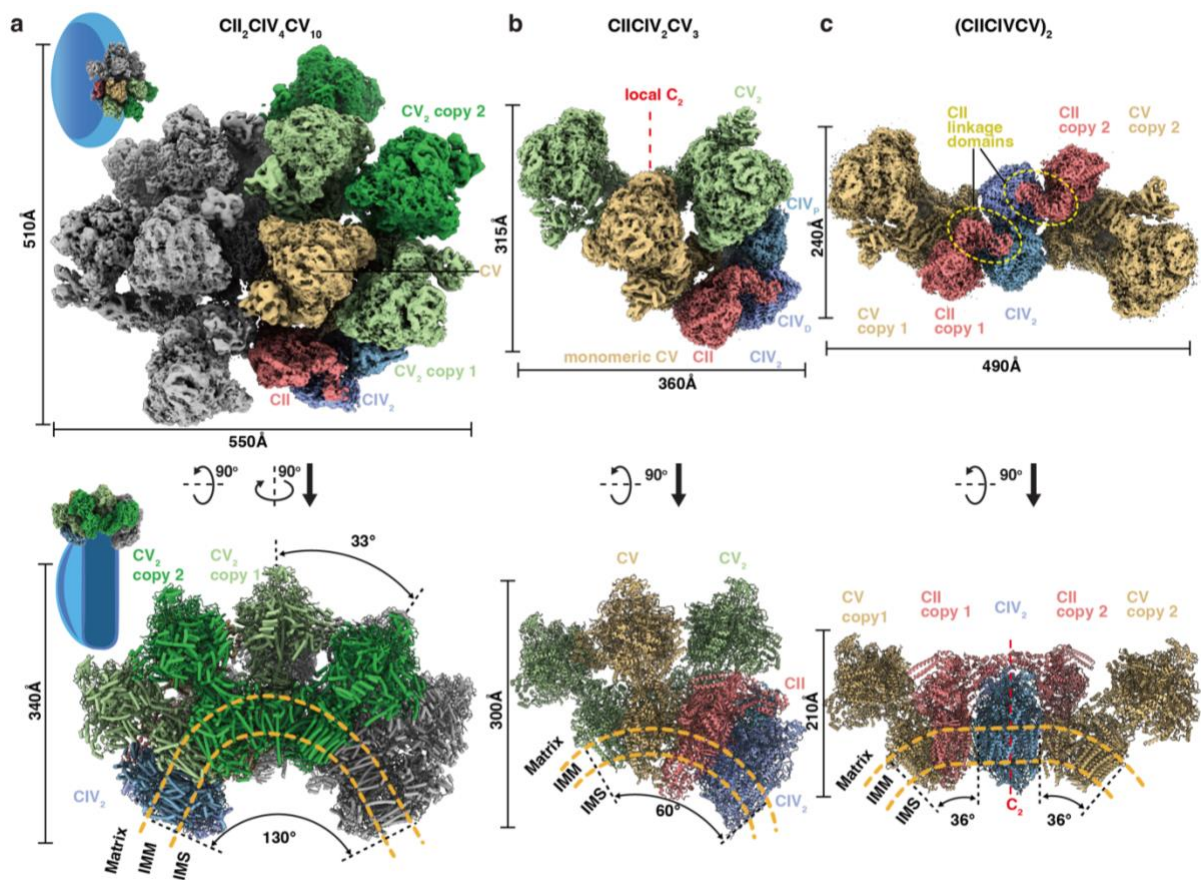 a
CII₂CIV₄CV₁₀
510Å
CV₂ copy 2
CV
CV₂ copy 1
CII
CIV₂
550Å
b
CIICIV₂CV₃
local C₂
CV₂
315Å
CIVₚ
CIV_D
monomeric CV
CII
CIV₂
360Å
c
(CIICIVCV)₂
CII
linkage
domains
CII
copy 2
CV
copy 2
240Å
CV
copy 1
CII
copy 1
CIV₂
490Å
90°
90°
90°
90°
CV₂
copy 2
CV₂
copy 1
33°
340Å
CIV₂
Matrix
IMM
IMS
130°
CV
CV₂
300Å
CII
Matrix
IMM
IMS
60°
CIV₂
CV
copy1
CII
copy 1
CIV₂
CII
copy 2
CV
copy 2
210Å
Matrix
IMM
IMS
36°
C₂
36°